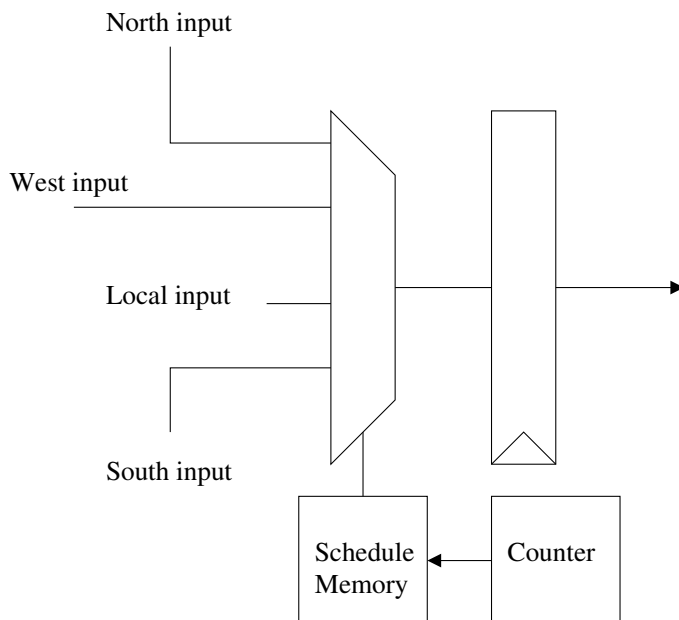 North input
West input
Local input
South input
Schedule
Memory
Counter